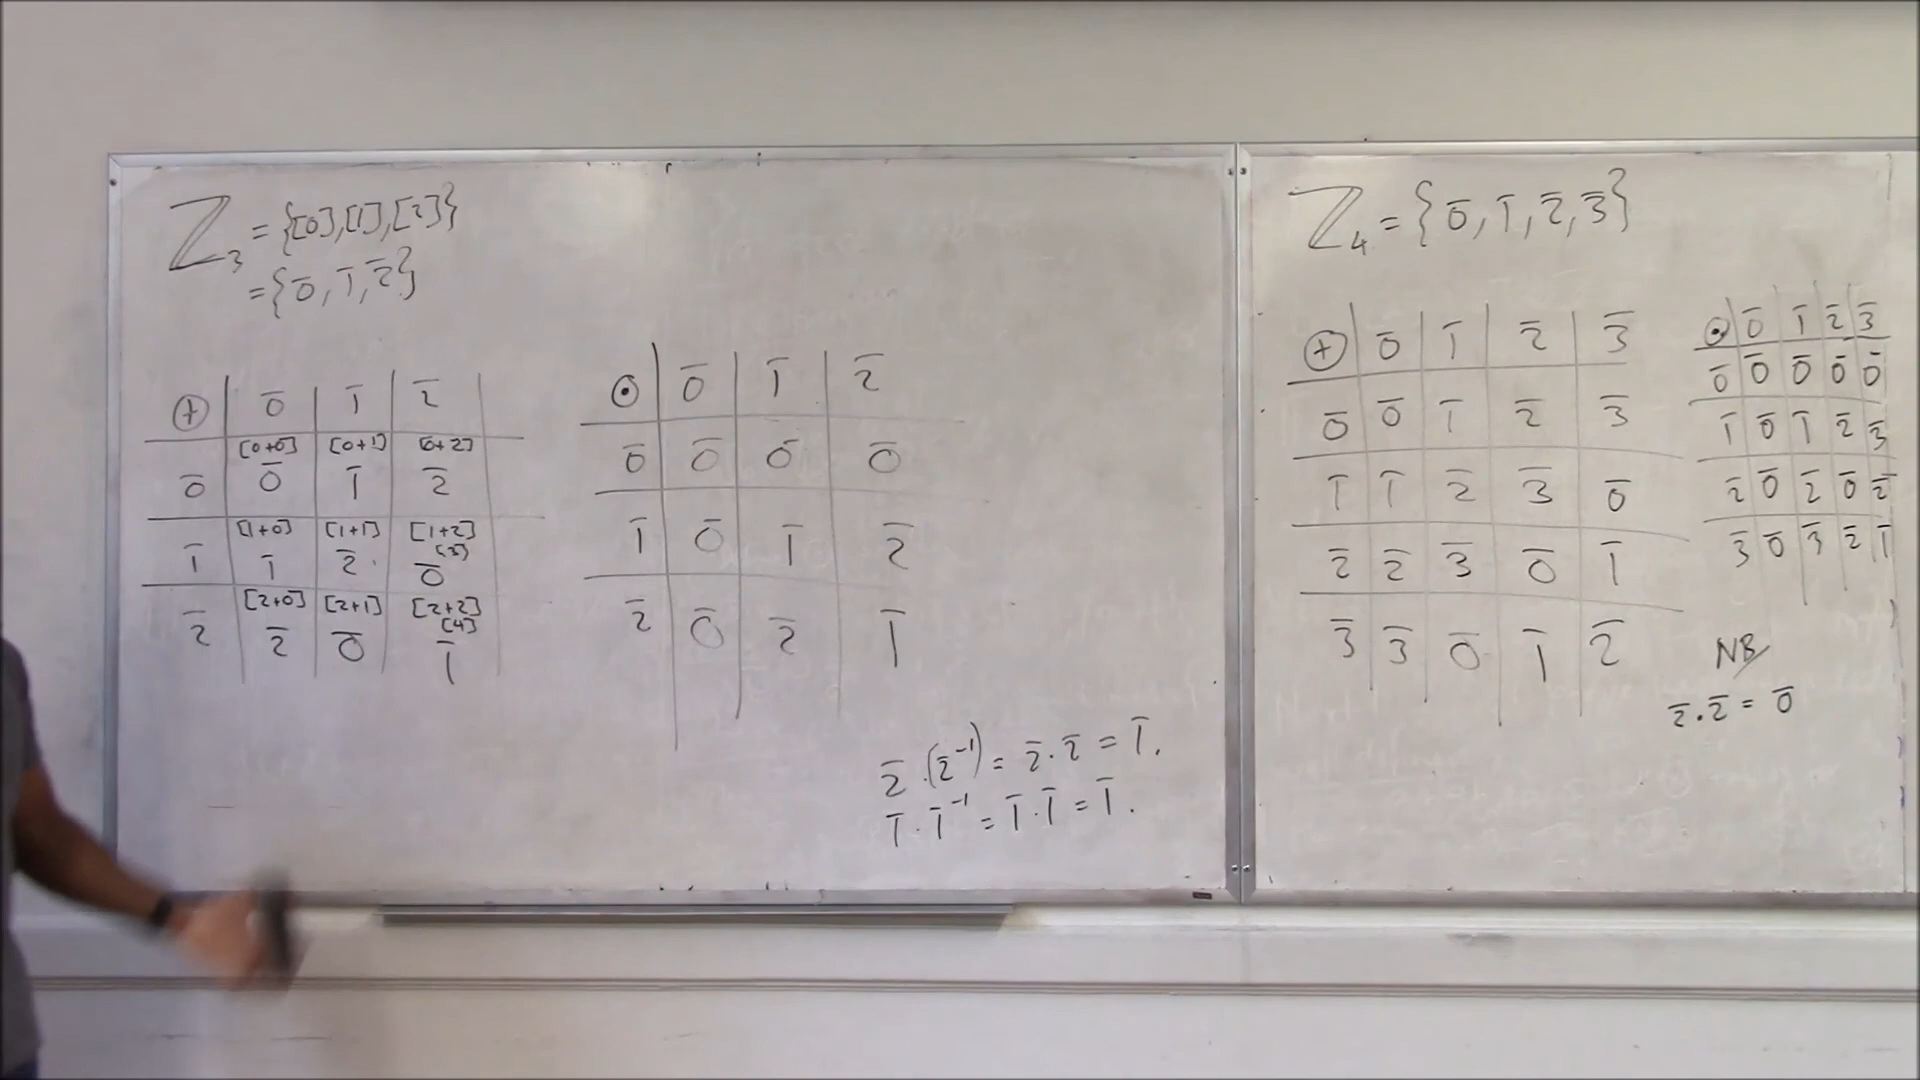 ℤ₃ = {[0],[1],[2]}
= {0̄, 1̄, 2̄}
⊕ 0̄ 1̄ 2̄
[0+0] [0+1] [0+2]
0̄ 0̄ 1̄ 2̄
[1+0] [1+1] [1+2]
[3]
1̄ 1̄ 2̄ 0̄
[2+0] [2+1] [2+2]
[4]
2̄ 2̄ 0̄ 1̄
⊙ 0̄ 1̄ 2̄
0̄ 0̄ 0̄ 0̄
1̄ 0̄ 1̄ 2̄
2̄ 0̄ 2̄ 1̄
2̄·(2̄⁻¹) = 2̄·2̄ = 1̄.
1̄·1̄⁻¹ = 1̄·1̄ = 1̄.
ℤ₄ = {0̄, 1̄, 2̄, 3̄}
⊕ 0̄ 1̄ 2̄ 3̄
0̄ 0̄ 1̄ 2̄ 3̄
1̄ 1̄ 2̄ 3̄ 0̄
2̄ 2̄ 3̄ 0̄ 1̄
3̄ 3̄ 0̄ 1̄ 2̄
⊙ 0̄ 1̄ 2̄ 3̄
0̄ 0̄ 0̄ 0̄ 0̄
1̄ 0̄ 1̄ 2̄ 3̄
2̄ 0̄ 2̄ 0̄ 2̄
3̄ 0̄ 3̄ 2̄ 1̄
NB
2̄·2̄ = 0̄